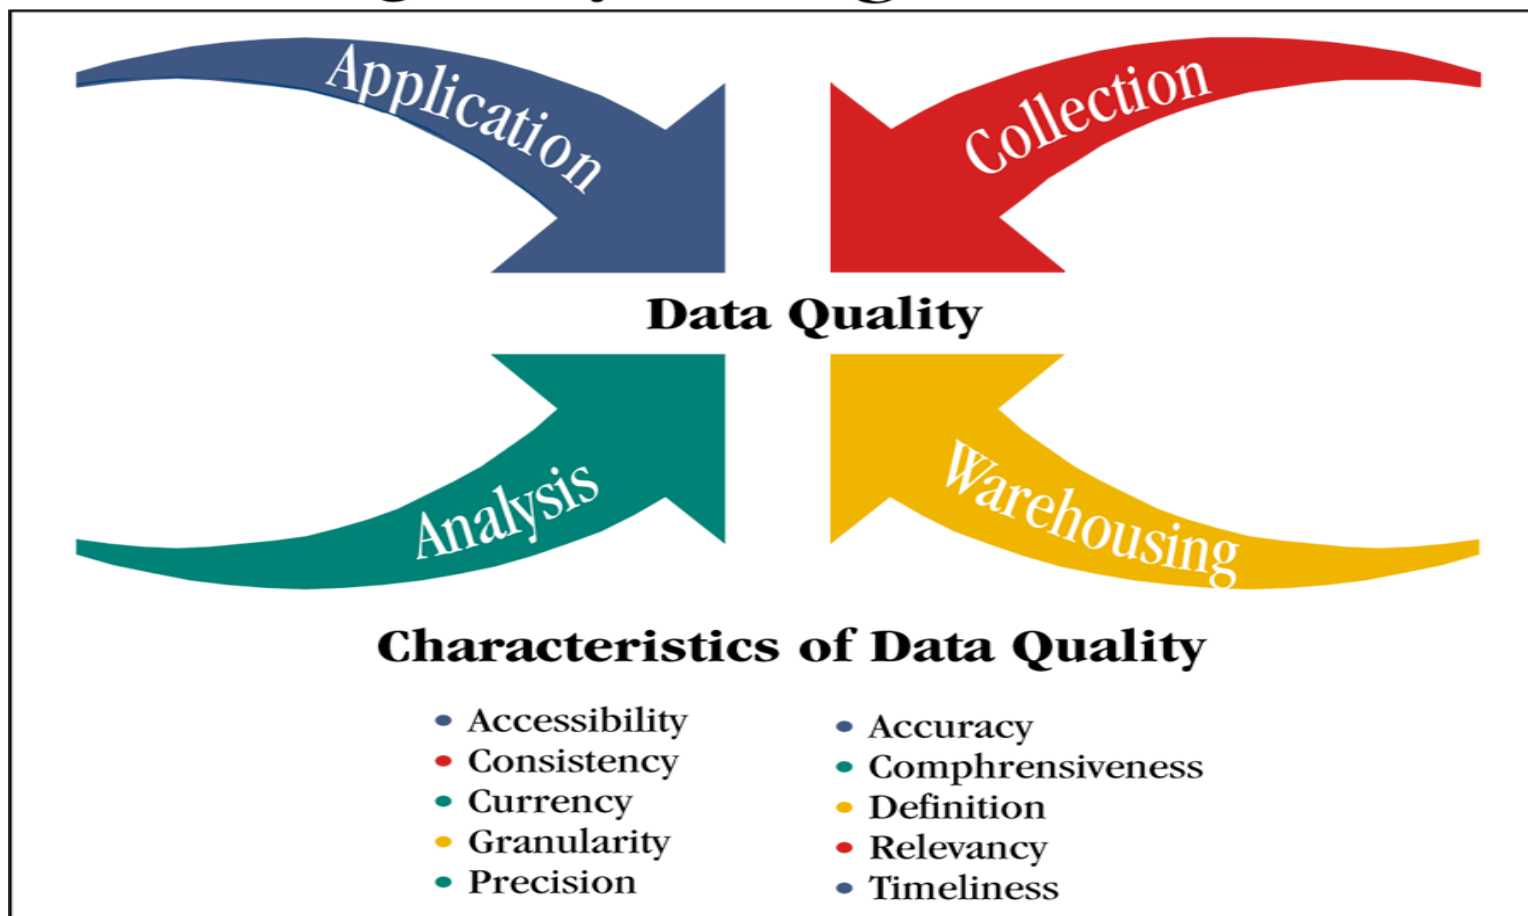 Application
Collection
Data Quality
Analysis
Warehousing
Characteristics of Data Quality
• Accessibility
• Consistency
• Currency
• Granularity
• Precision
• Accuracy
• Comphrensiveness
• Definition
• Relevancy
• Timeliness